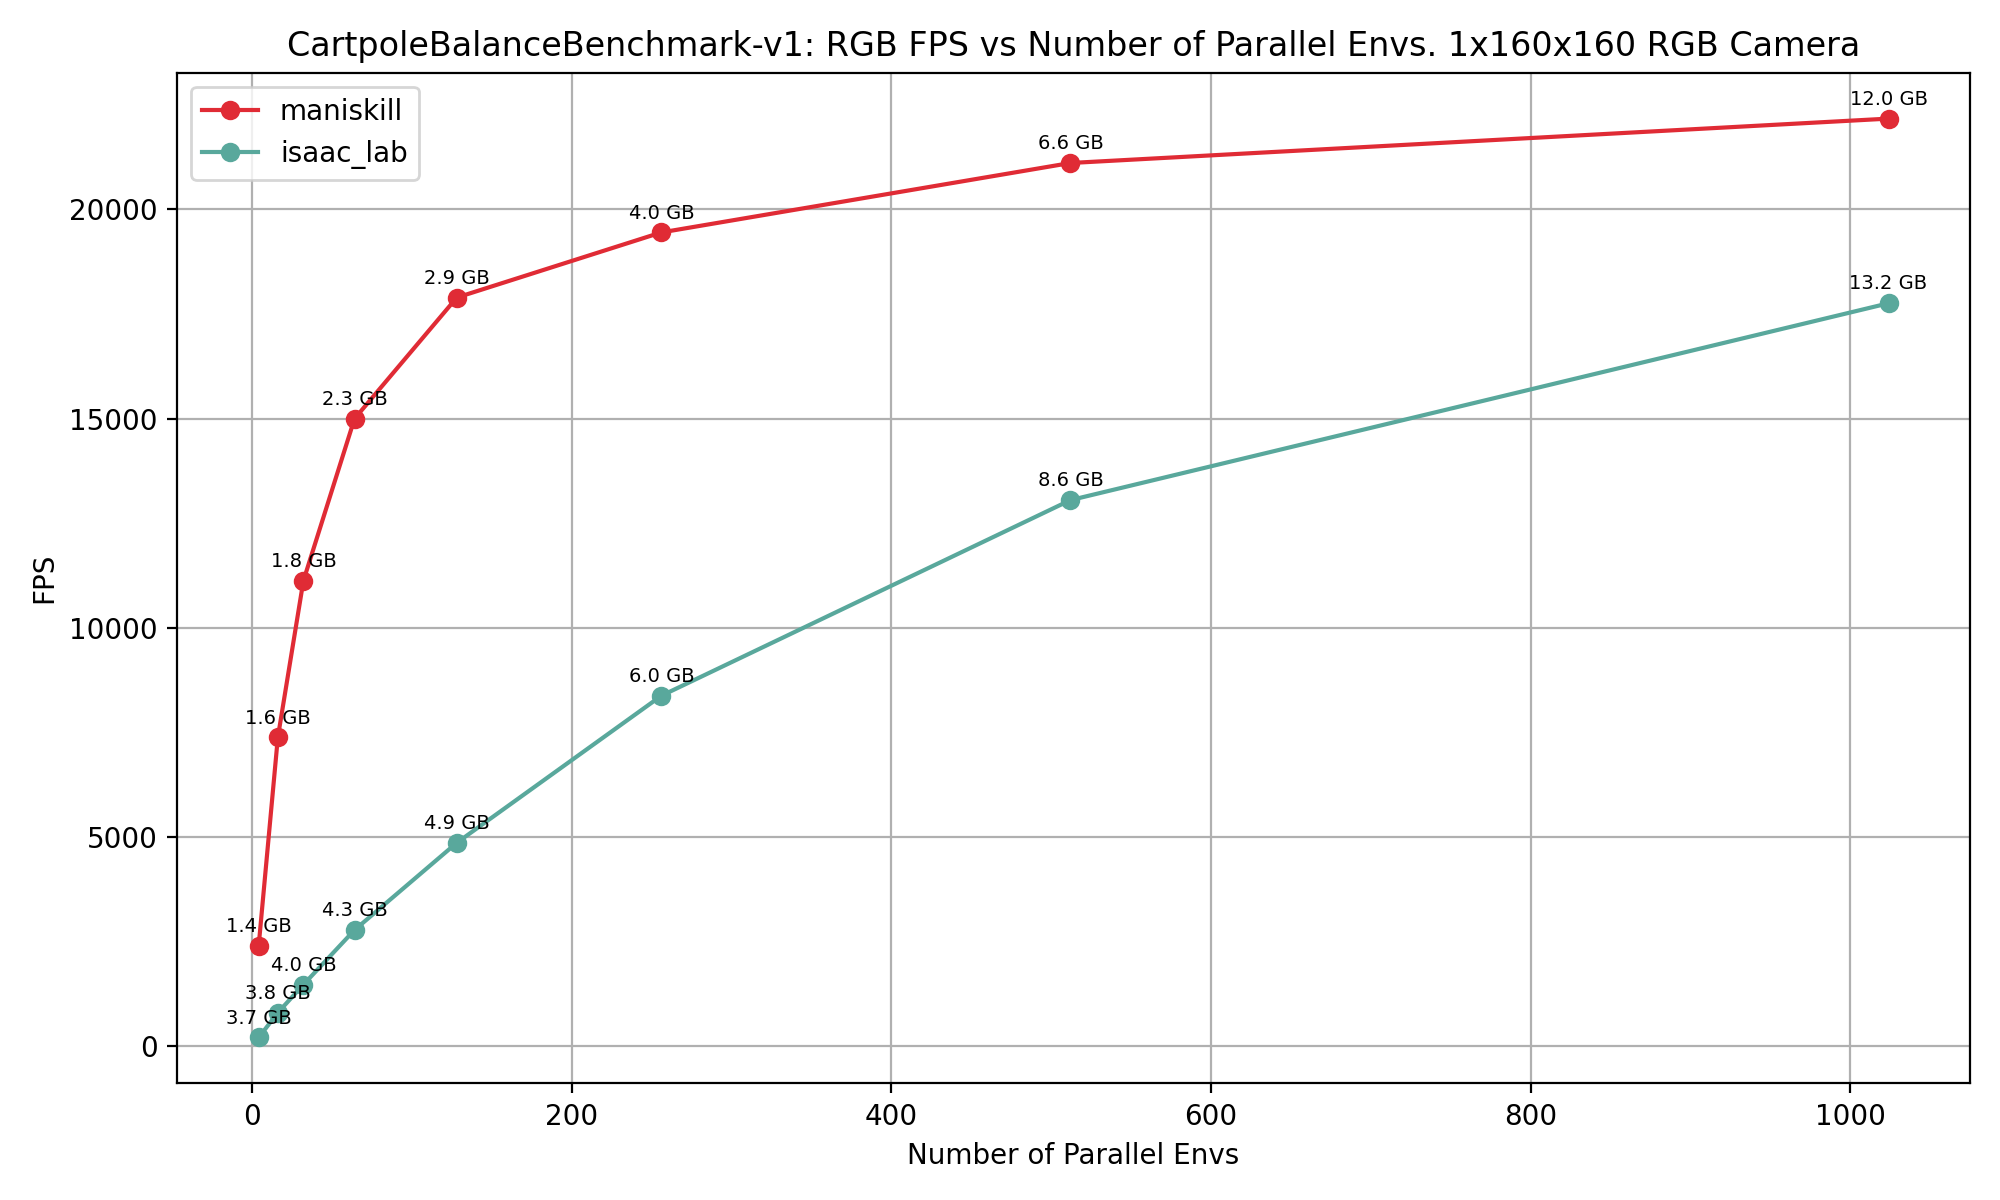 CartpoleBalanceBenchmark-v1: RGB FPS vs Number of Parallel Envs. 1x160x160 RGB Camera
maniskill
isaac_lab
12.0 GB
6.6 GB
4.0 GB
2.9 GB
13.2 GB
2.3 GB
8.6 GB
1.8 GB
6.0 GB
1.6 GB
4.9 GB
4.3 GB
1.4 GB
4.0 GB
3.8 GB
3.7 GB
20000
15000
10000
5000
0
FPS
0 200 400 600 800 1000
Number of Parallel Envs